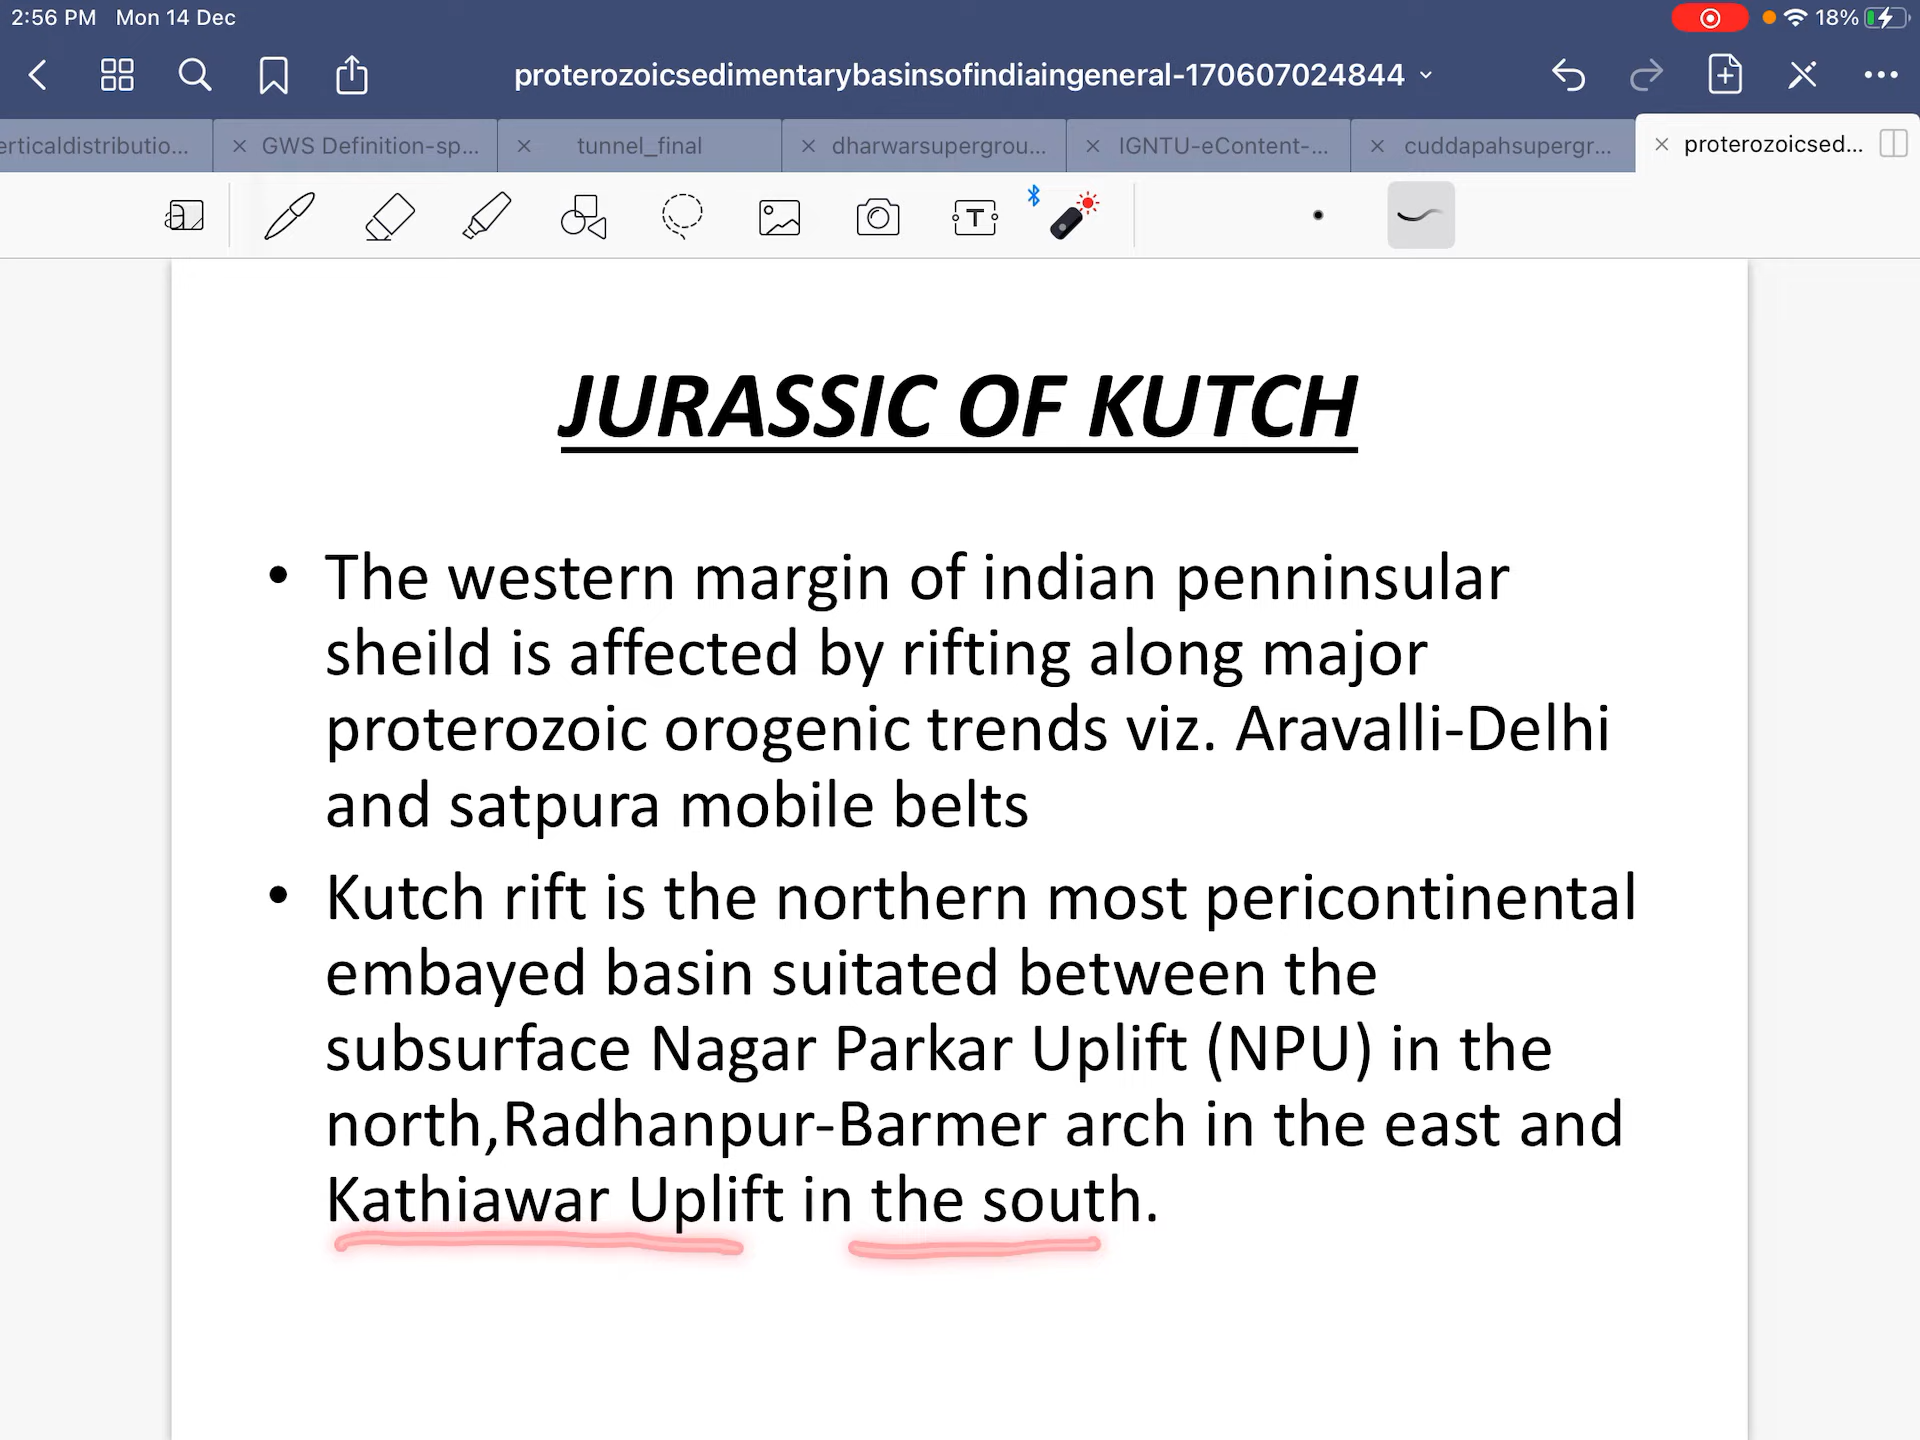 2:56 PM Mon 14 Dec 18%
proterozoicsedimentarybasinsofindiaingeneral-170607024844
erticaldistributio... GWS Definition-sp... tunnel_final dharwarsupergrou... IGNTU-eContent-... cuddapahsupergr... proterozoicsed...
JURASSIC OF KUTCH
• The western margin of indian penninsular
sheild is affected by rifting along major
proterozoic orogenic trends viz. Aravalli-Delhi
and satpura mobile belts
• Kutch rift is the northern most pericontinental
embayed basin suitated between the
subsurface Nagar Parkar Uplift (NPU) in the
north,Radhanpur-Barmer arch in the east and
Kathiawar Uplift in the south.